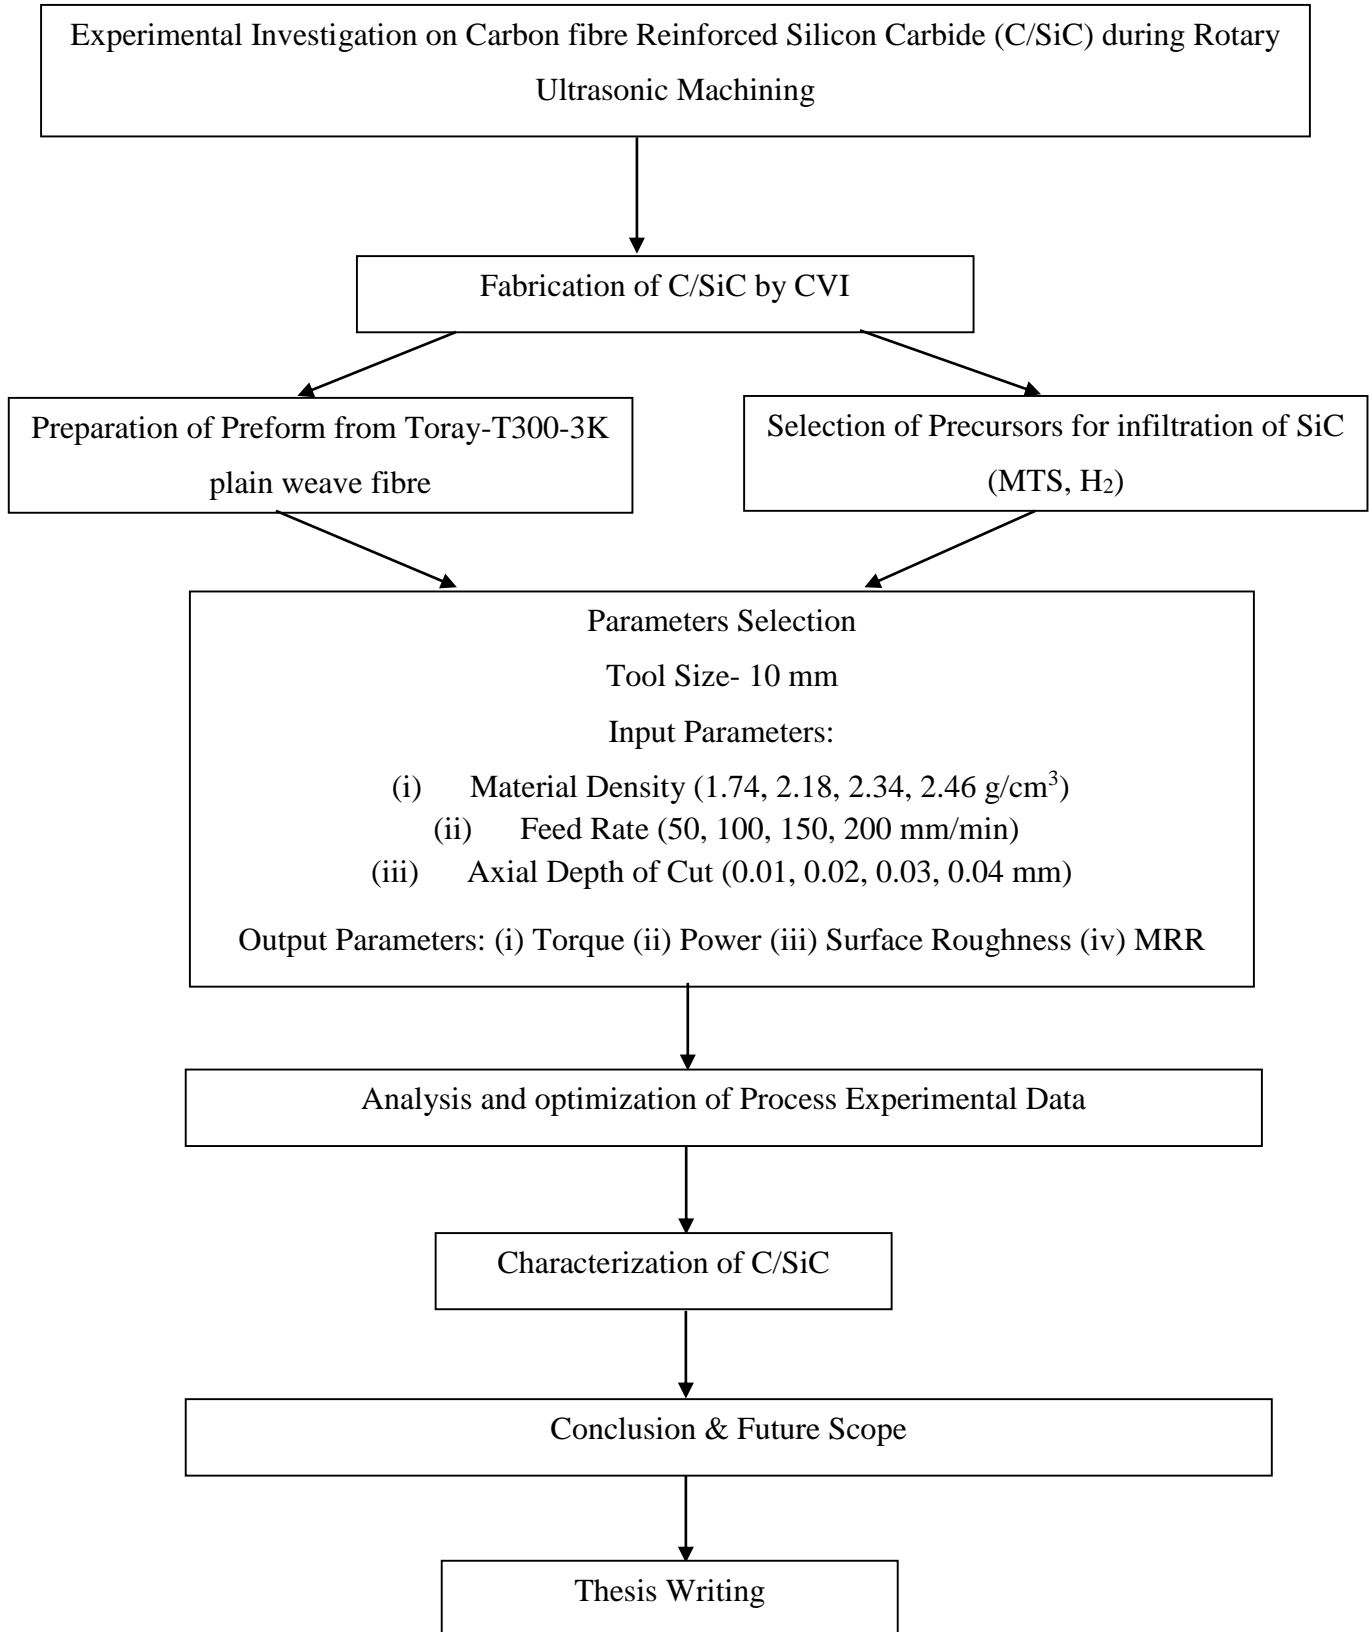 Experimental Investigation on Carbon fibre Reinforced Silicon Carbide (C/SiC) during Rotary
Ultrasonic Machining
Fabrication of C/SiC by CVI
Preparation of Preform from Toray-T300-3K
plain weave fibre
Selection of Precursors for infiltration of SiC
(MTS, H₂)
Parameters Selection
Tool Size- 10 mm
Input Parameters:
(i) Material Density (1.74, 2.18, 2.34, 2.46 g/cm³)
(ii) Feed Rate (50, 100, 150, 200 mm/min)
(iii) Axial Depth of Cut (0.01, 0.02, 0.03, 0.04 mm)
Output Parameters: (i) Torque (ii) Power (iii) Surface Roughness (iv) MRR
Analysis and optimization of Process Experimental Data
Characterization of C/SiC
Conclusion & Future Scope
Thesis Writing